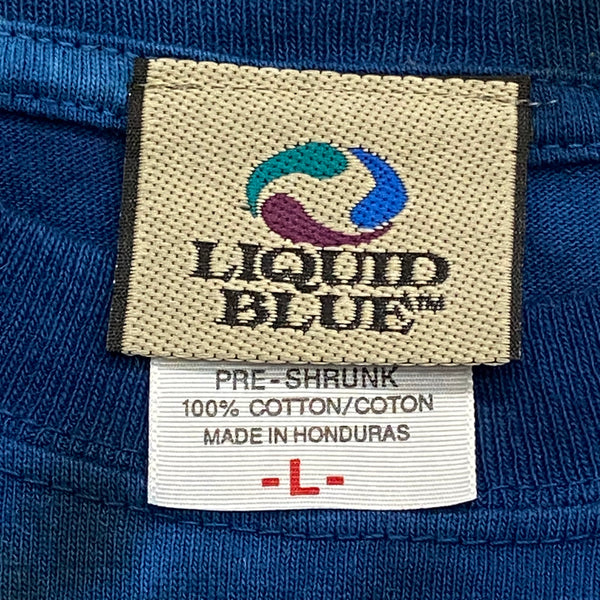 LIQUID
BLUE™
PRE-SHRUNK
100% COTTON/COTON
MADE IN HONDURAS
-L-